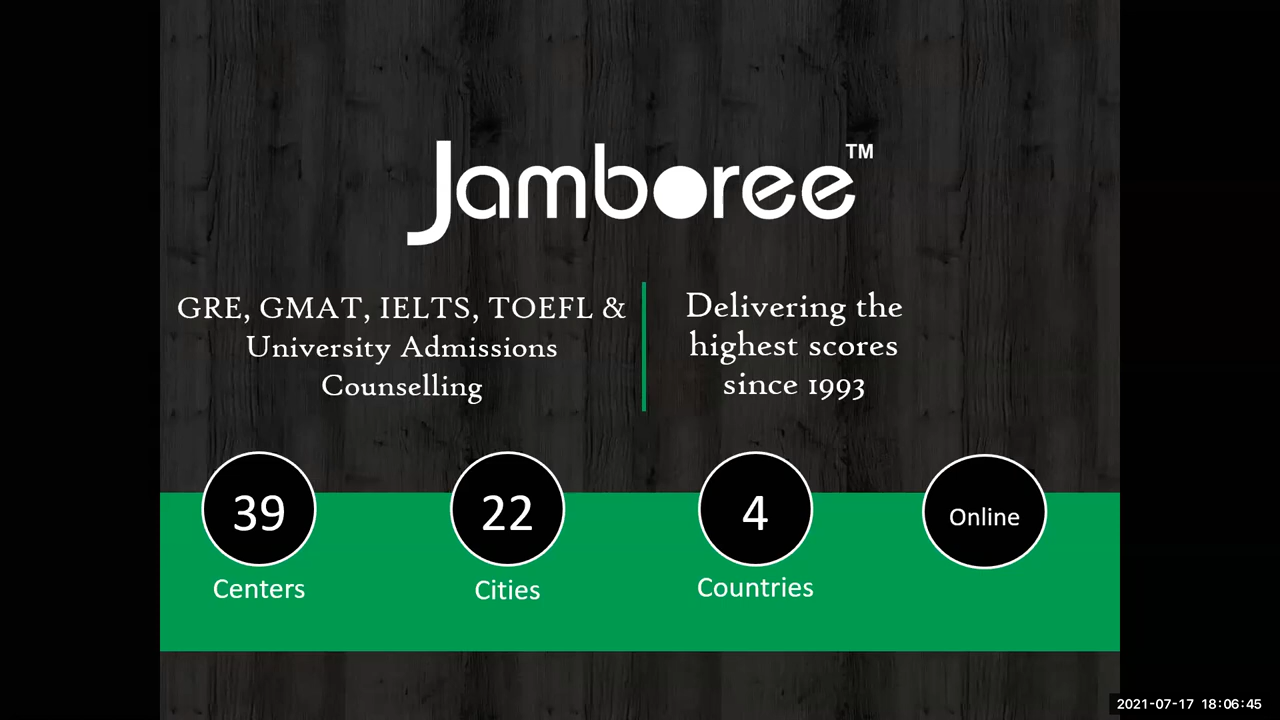 Jamboree™
GRE, GMAT, IELTS, TOEFL &
University Admissions
Counselling
Delivering the
highest scores
since 1993
39
Centers
22
Cities
4
Countries
Online
2021-07-17 18:06:45